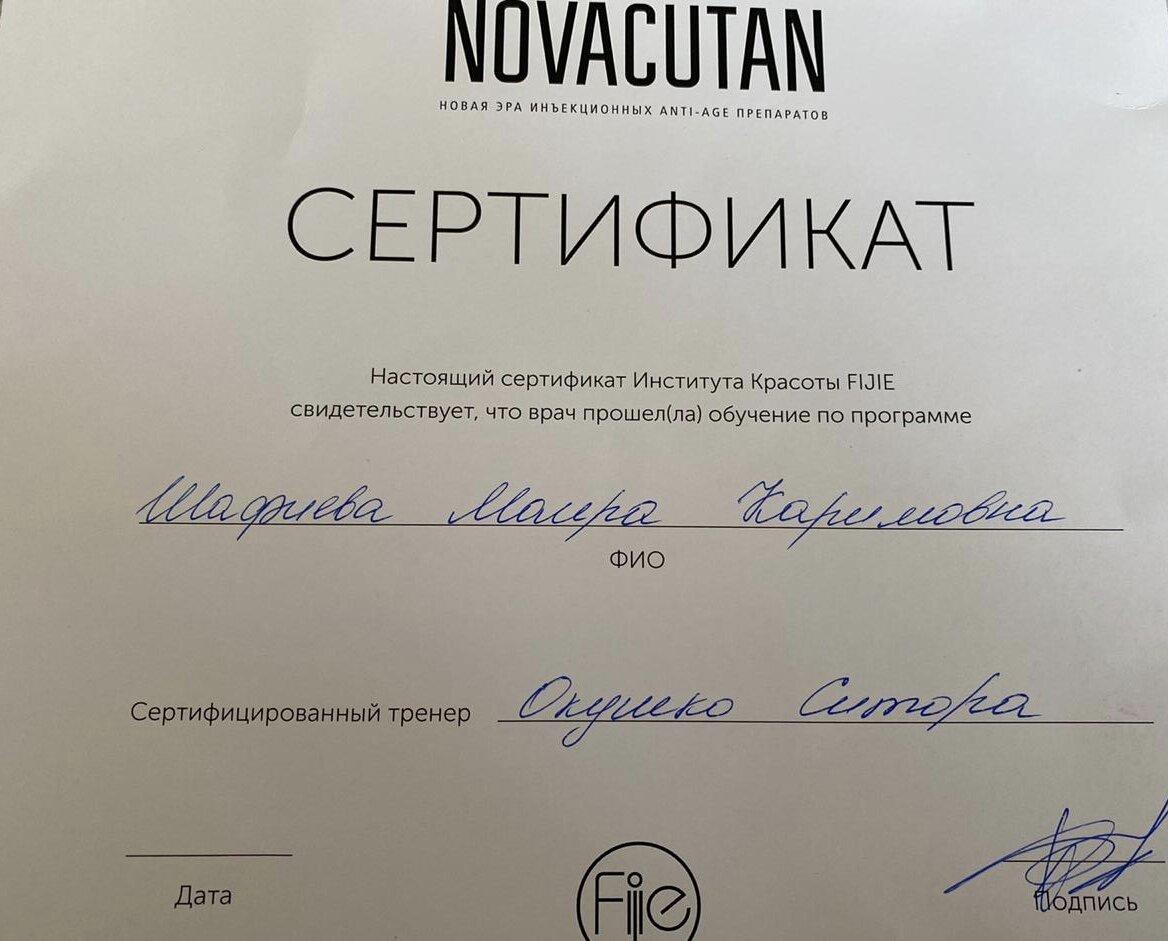 NOVACUTAN
НОВАЯ ЭРА ИНЪЕКЦИОННЫХ ANTI-AGE ПРЕПАРАТОВ
СЕРТИФИКАТ
Настоящий сертификат Института Красоты FIJIE
свидетельствует, что врач прошел(ла) обучение по программе
Шафиева Маира Каримовна
ФИО
Сертифицированный тренер Ситора
Дата
Подпись
Fijie